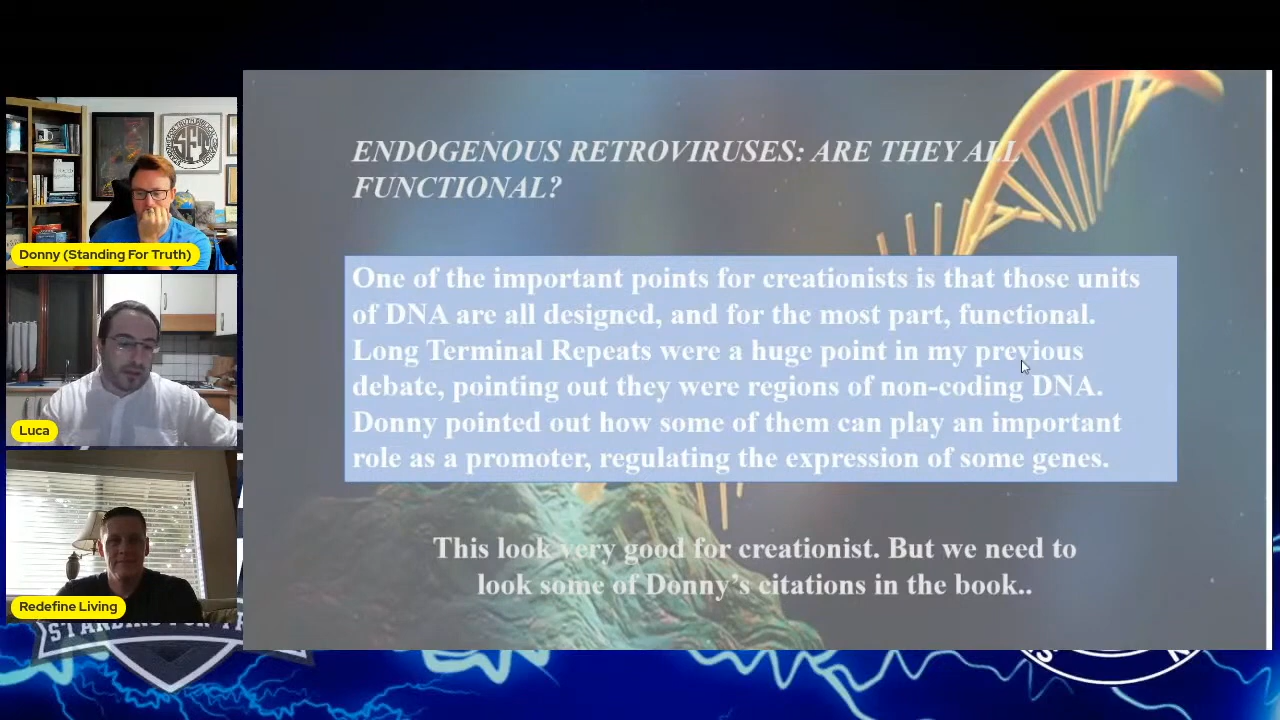 SFT
Donny (Standing For Truth)
Luca
Redefine Living
ENDOGENOUS RETROVIRUSES: ARE THEY ALL
FUNCTIONAL?
One of the important points for creationists is that those units
of DNA are all designed, and for the most part, functional.
Long Terminal Repeats were a huge point in my previous
debate, pointing out they were regions of non-coding DNA.
Donny pointed out how some of them can play an important
role as a promoter, regulating the expression of some genes.
This look very good for creationist. But we need to
look some of Donny’s citations in the book..